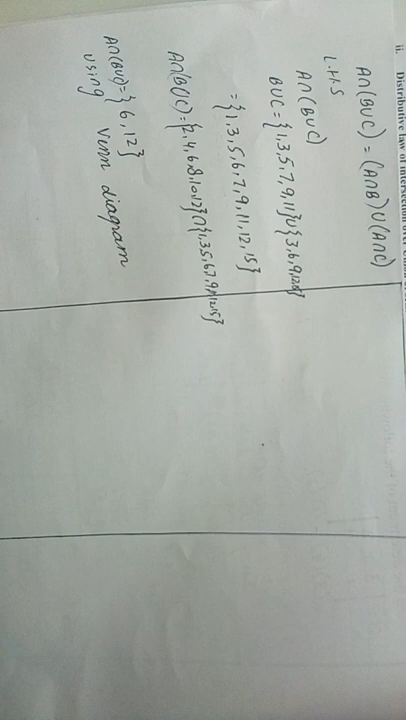 ii. Distributive law of intersection over Union
A∩(B∪C) = (A∩B)∪(A∩C)
L.H.S
A∩(B∪C)
B∪C={1,3,5,7,9,11}∪{3,6,9,12,15}
={1,3,5,6,7,9,11,12,15}
A∩(B∪C)={2,4,6,8,10,12}∩{1,3,5,6,7,9,11,12,15}
A∩(B∪C)={6,12}
using Venn diagram